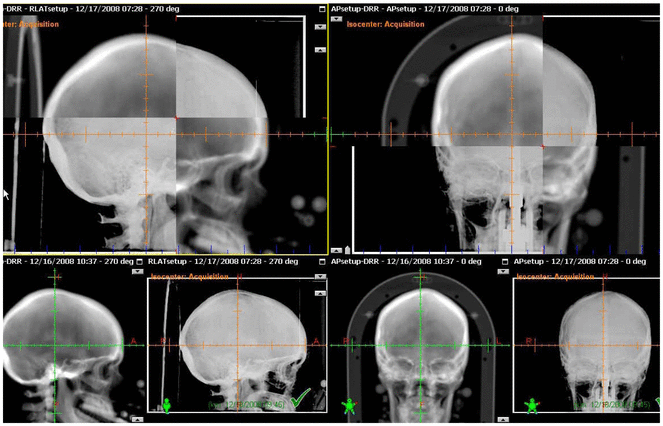 p-DRR - RLATsetup - 12/17/2008 07:28 - 270 deg
nter: Acquisition
APsetup-DRR - APsetup - 12/17/2008 07:28 - 0 deg
Isocenter: Acquisition
-DRR - 12/16/2008 10:37 - 270 deg
A
RLATsetup - 12/17/2008 07:28 - 270 deg
Isocenter: Acquisition
A
APsetup-DRR - 12/16/2008 10:37 - 0 deg
R
L
APsetup - 12/17/2008 07:28 - 0 deg
Isocenter: Acquisition
R